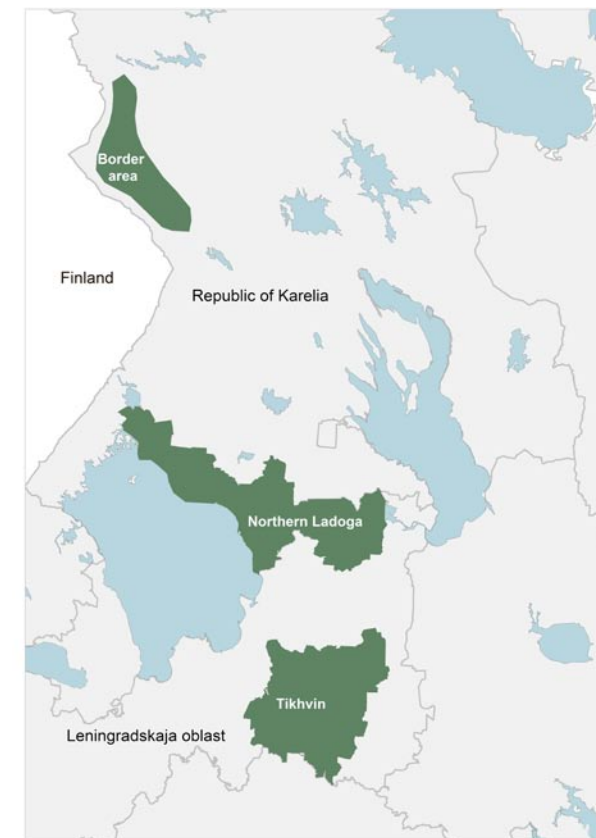 Border
area
Finland
Republic of Karelia
Northern Ladoga
Tikhvin
Leningradskaja oblast